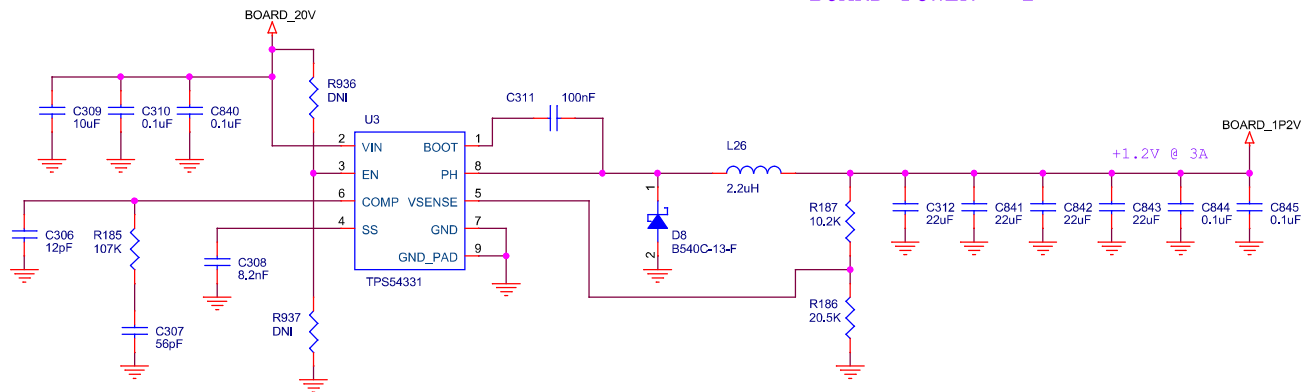 BOARD_20V
R936
DNI
C309
10uF
C310
0.1uF
C840
0.1uF
C311
100nF
U3
2
VIN
BOOT
1
3
EN
PH
8
6
COMP
VSENSE
5
4
SS
GND
7
GND_PAD
9
TPS54331
L26
2.2uH
+1.2V @ 3A
BOARD_1P2V
C306
12pF
R185
107K
C308
8.2nF
C307
56pF
R937
DNI
1
D8
B540C-13-F
2
R187
10.2K
R186
20.5K
C312
22uF
C841
22uF
C842
22uF
C843
22uF
C844
0.1uF
C845
0.1uF